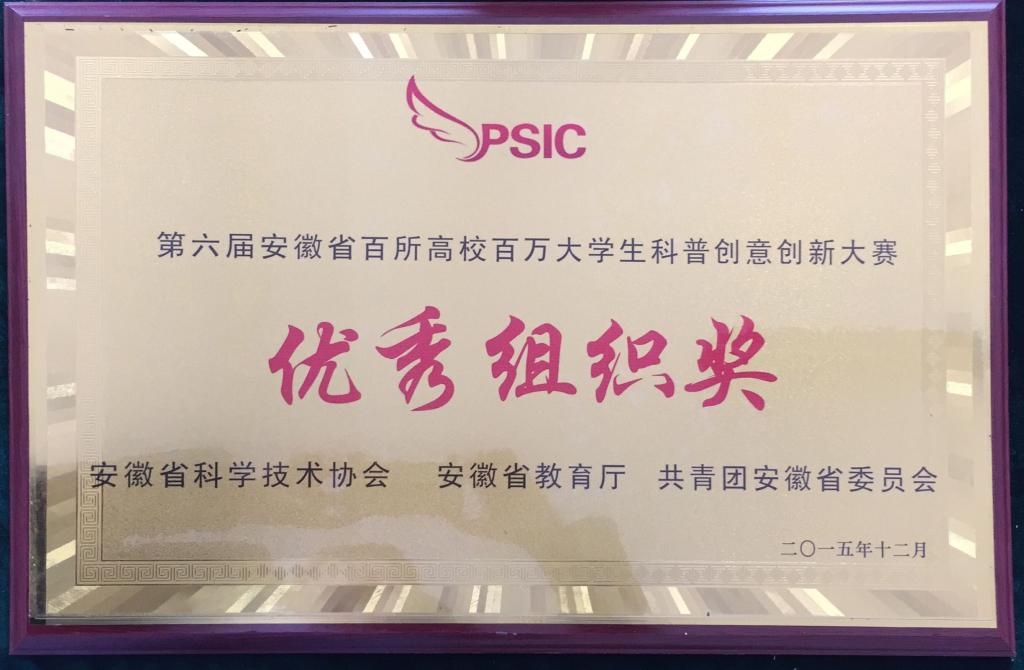 PSIC
第六届安徽省百所高校百万大学生科普创意创新大赛
优秀组织奖
安徽省科学技术协会 安徽省教育厅 共青团安徽省委员会
二〇一五年十二月